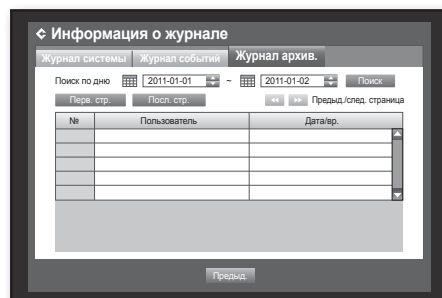 Информация о журнале
Журнал системы Журнал событий Журнал архив.
Поиск по дню 2011-01-01 ~ 2011-01-02 Поиск
Перв. стр. Посл. стр. Предыд./след. страница
№ Пользователь Дата/вр.
Предыд.